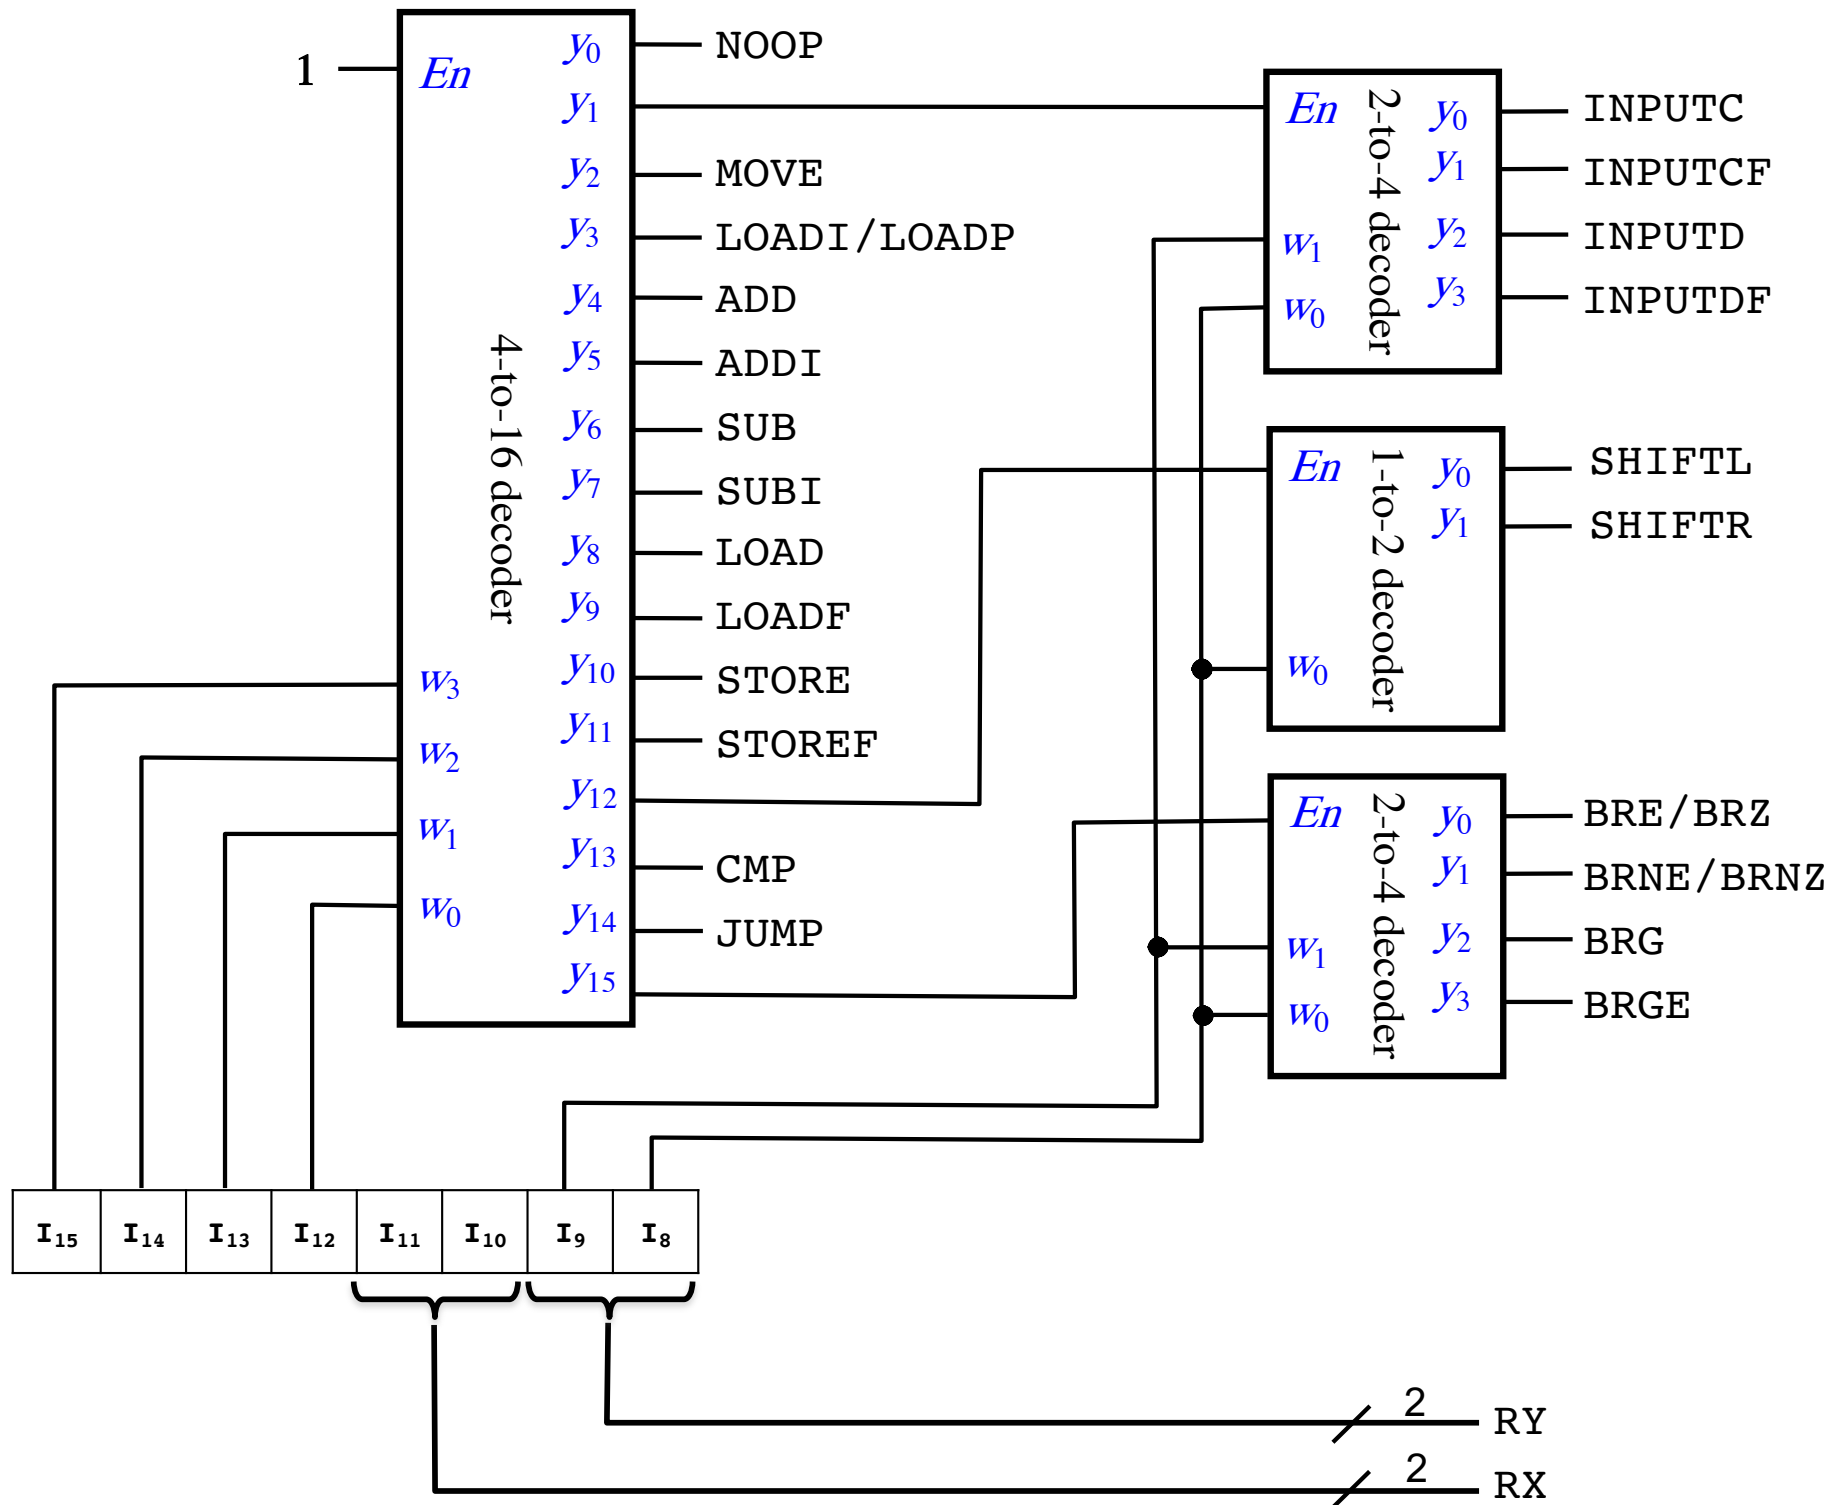 1
En
w3
w2
w1
w0
4-to-16 decoder
y0 NOOP
y1
y2 MOVE
y3 LOADI/LOADP
y4 ADD
y5 ADDI
y6 SUB
y7 SUBI
y8 LOAD
y9 LOADF
y10 STORE
y11 STOREF
y12
y13 CMP
y14 JUMP
y15
En
w1
w0
2-to-4 decoder
y0 INPUTC
y1 INPUTCF
y2 INPUTD
y3 INPUTDF
En
w0
1-to-2 decoder
y0 SHIFTL
y1 SHIFTR
En
w1
w0
2-to-4 decoder
y0 BRE/BRZ
y1 BRNE/BRNZ
y2 BRG
y3 BRGE
I15 I14 I13 I12 I11 I10 I9 I8
2 RY
2 RX